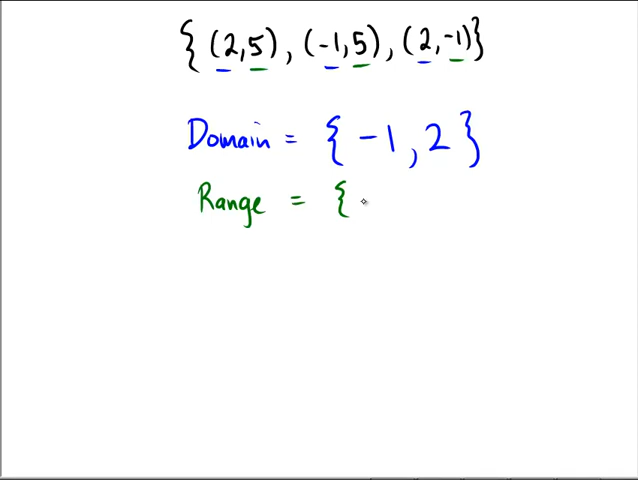 { (2,5), (-1,5), (2,-1)}
Domain = { -1, 2 }
Range = {